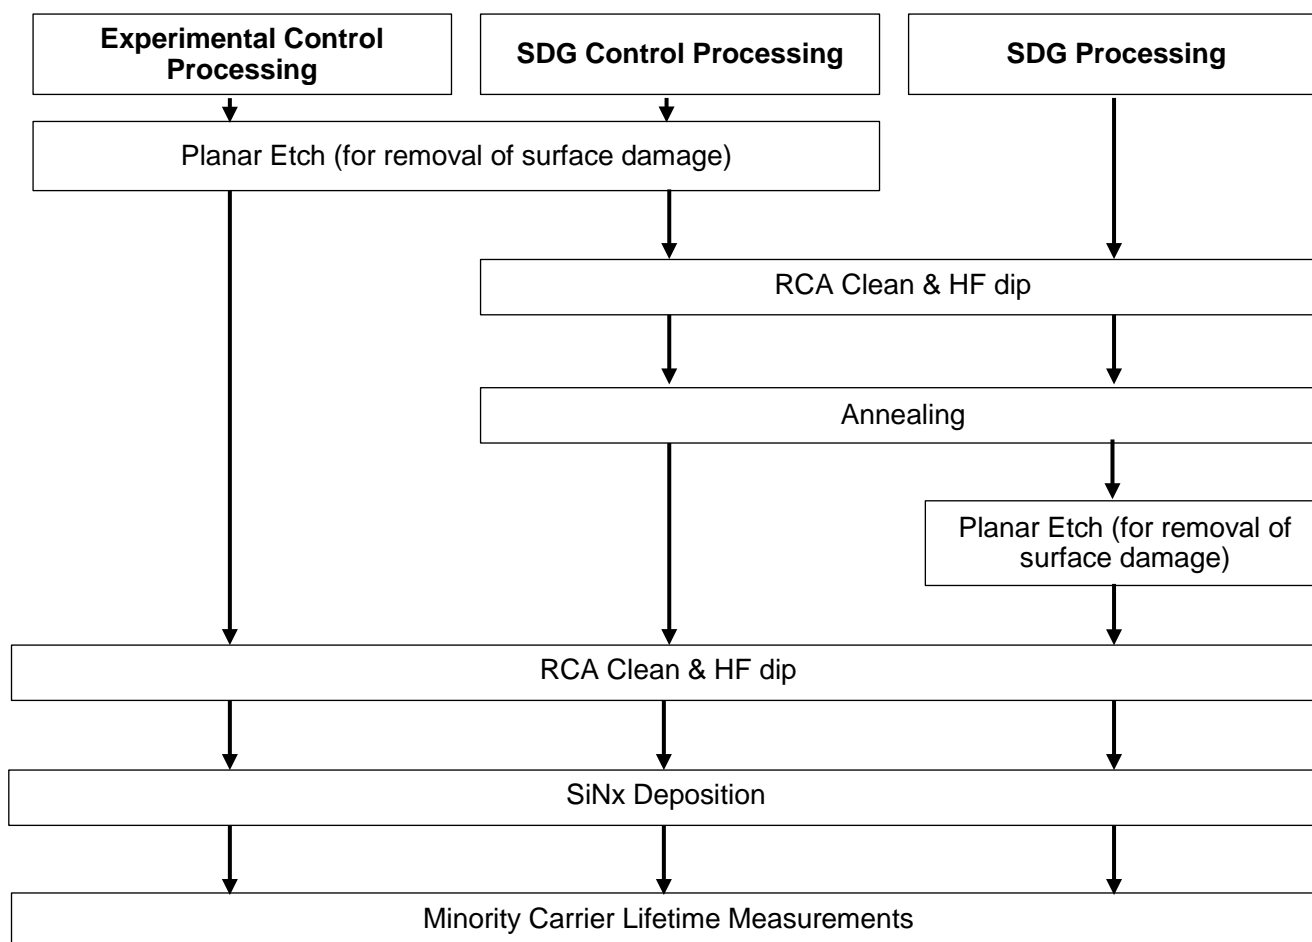 Experimental Control
Processing
SDG Control Processing
SDG Processing
Planar Etch (for removal of surface damage)
RCA Clean & HF dip
Annealing
Planar Etch (for removal of
surface damage)
RCA Clean & HF dip
SiNx Deposition
Minority Carrier Lifetime Measurements